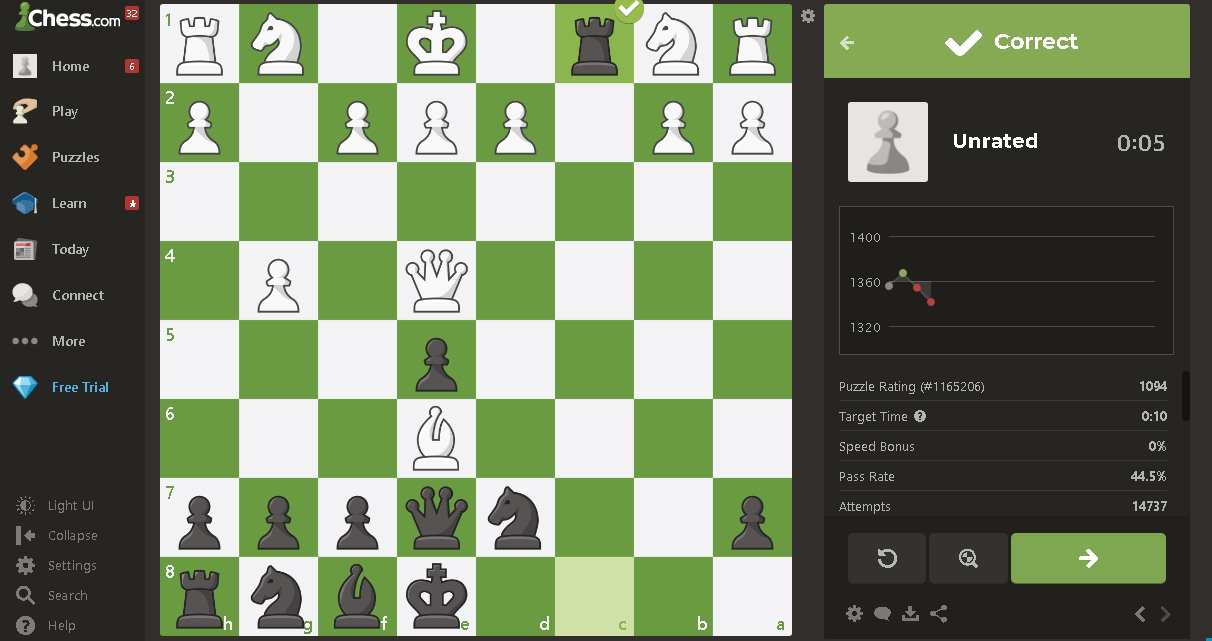 Chess.com 32
Home 6
Play
Puzzles
Learn
Today
Connect
More
Free Trial
Light UI
Collapse
Settings
Search
Help
1
2
3
4
5
6
7
8
h g f e d c b a
Correct
Unrated 0:05
1400
1360
1320
Puzzle Rating (#1165206) 1094
Target Time ? 0:10
Speed Bonus 0%
Pass Rate 44.5%
Attempts 14737